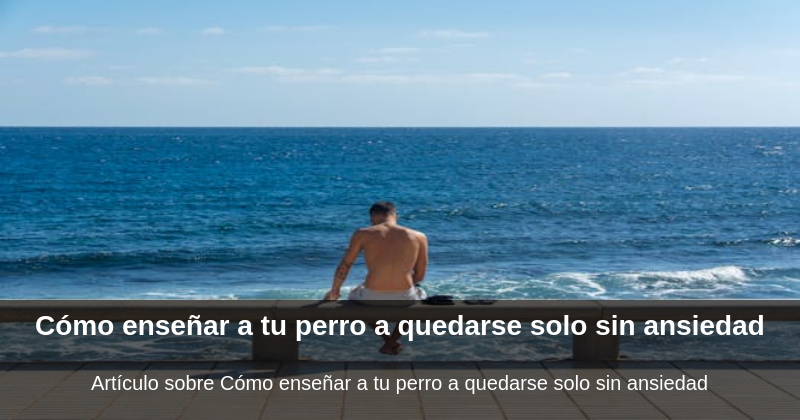 Cómo enseñar a tu perro a quedarse solo sin ansiedad
Artículo sobre Cómo enseñar a tu perro a quedarse solo sin ansiedad